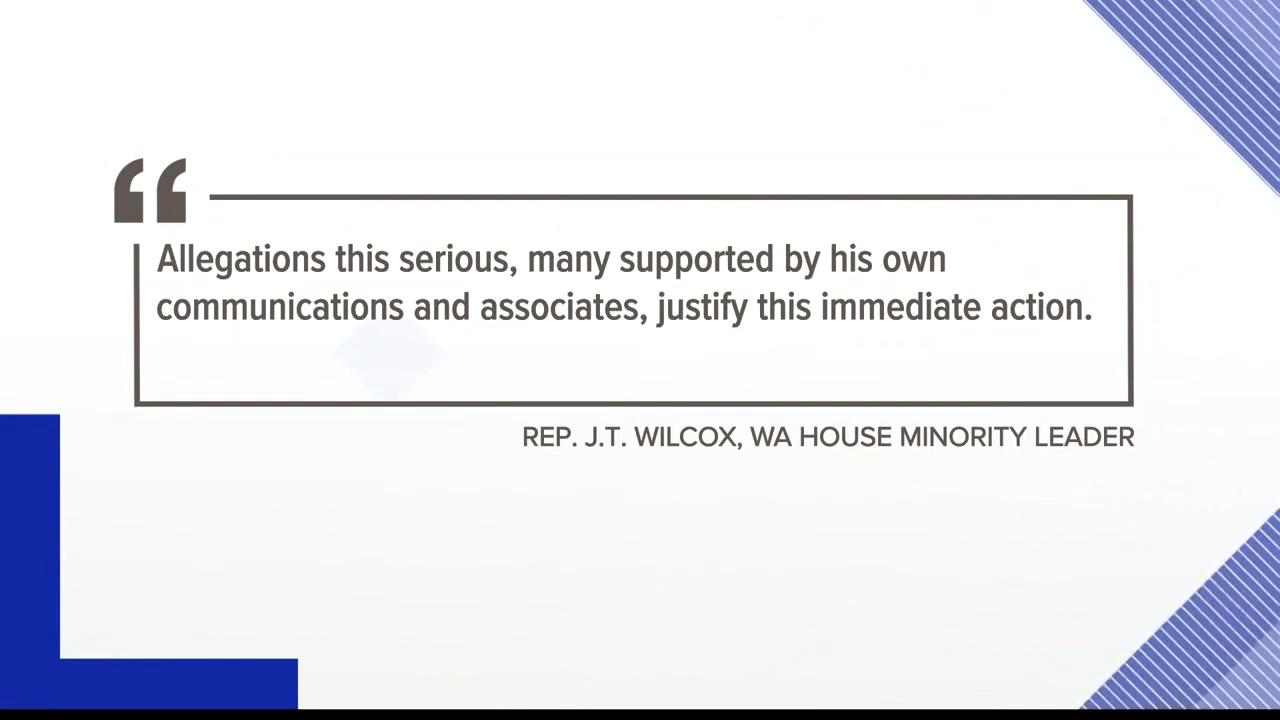 “
Allegations this serious, many supported by his own
communications and associates, justify this immediate action.
REP. J.T. WILCOX, WA HOUSE MINORITY LEADER